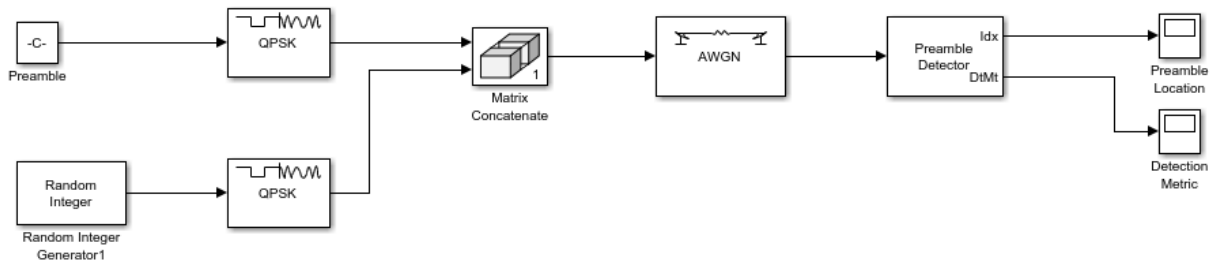 -C-
Preamble
QPSK
Matrix
Concatenate
1
AWGN
Preamble
Detector
Idx
DtMt
Preamble
Location
Random
Integer
Random Integer
Generator1
QPSK
Detection
Metric